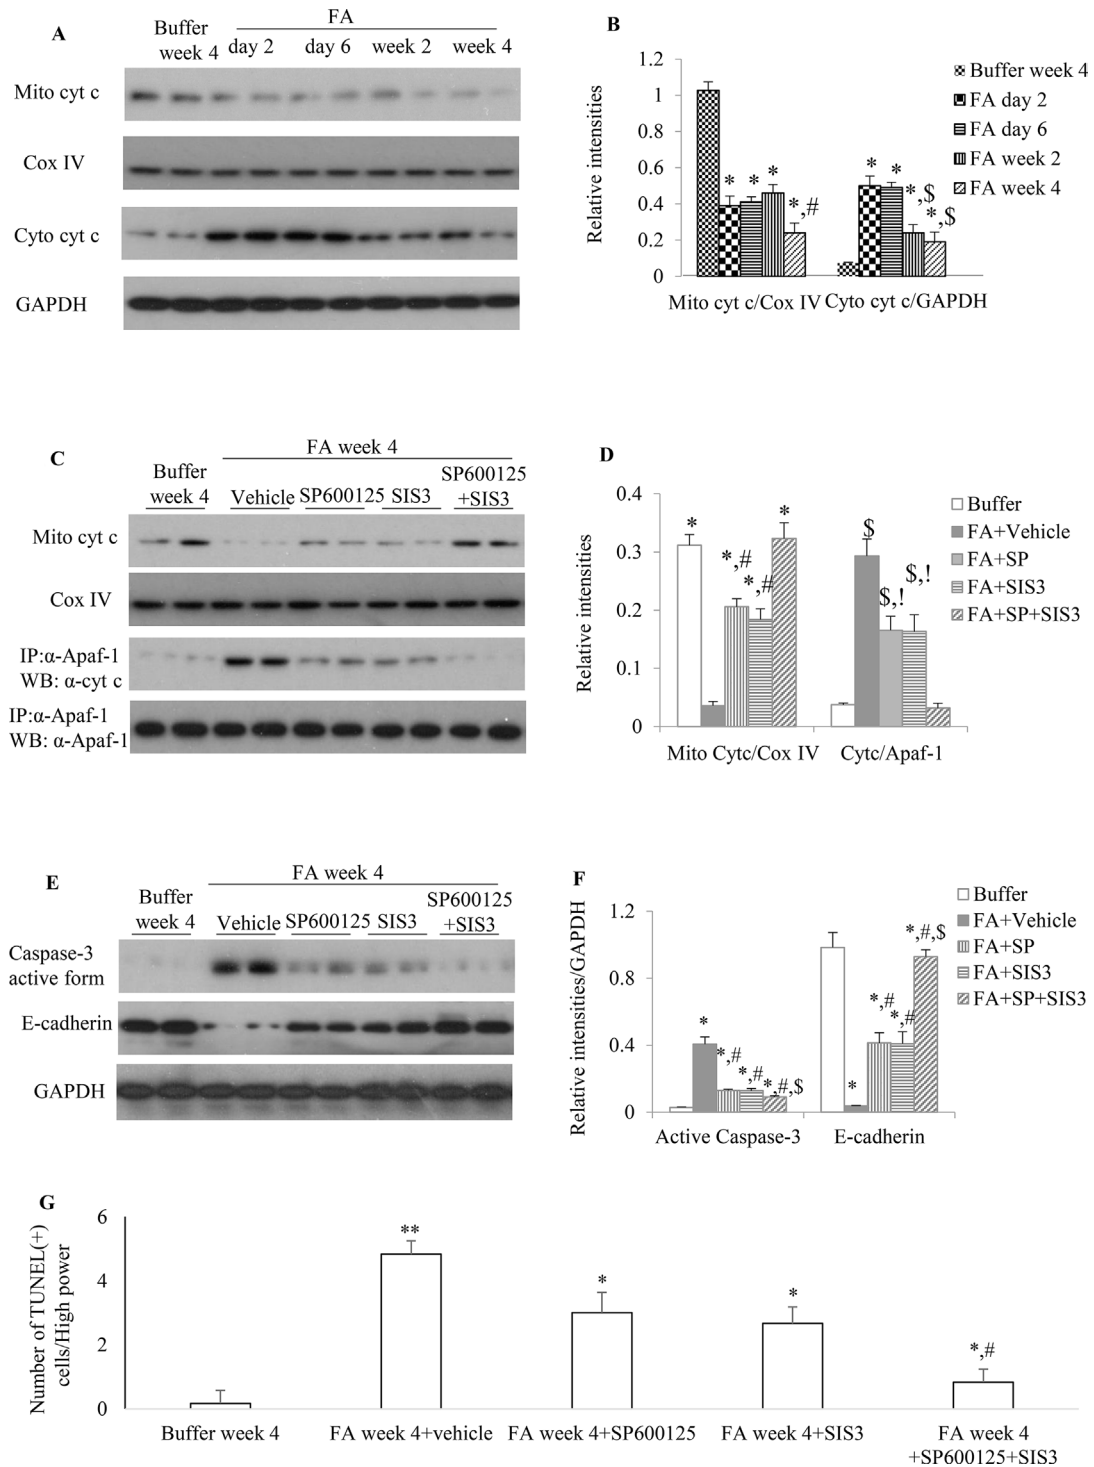 A
Buffer
week 4
FA
day 2 day 6 week 2 week 4
Mito cyt c
Cox IV
Cyto cyt c
GAPDH
B
Relative intensities
1.2
1
0.8
0.6
0.4
0.2
0
* * * *,#
* * *,$ *,$
Mito cyt c/Cox IV Cyto cyt c/GAPDH
Buffer week 4
FA day 2
FA day 6
FA week 2
FA week 4
C
FA week 4
Buffer
week 4
Vehicle SP600125 SIS3
SP600125
+SIS3
Mito cyt c
Cox IV
IP:α-Apaf-1
WB: α-cyt c
IP:α-Apaf-1
WB: α-Apaf-1
D
Relative intensities
0.4
0.3
0.2
0.1
0
* *,# *,# *
$ $,! $,!
Mito Cytc/Cox IV Cytc/Apaf-1
Buffer
FA+Vehicle
FA+SP
FA+SIS3
FA+SP+SIS3
E
FA week 4
Buffer
week 4
Vehicle SP600125 SIS3
SP600125
+SIS3
Caspase-3
active form
E-cadherin
GAPDH
F
Relative intensities/GAPDH
1.2
0.8
0.4
0
* *,# *,# *,#,$
* *,# *,# *,#,$
Active Caspase-3 E-cadherin
Buffer
FA+Vehicle
FA+SP
FA+SIS3
FA+SP+SIS3
G
Number of TUNEL(+)
cells/High power
6
4
2
0
** * * *,#
Buffer week 4 FA week 4+vehicle FA week 4+SP600125 FA week 4+SIS3 FA week 4
+SP600125+SIS3